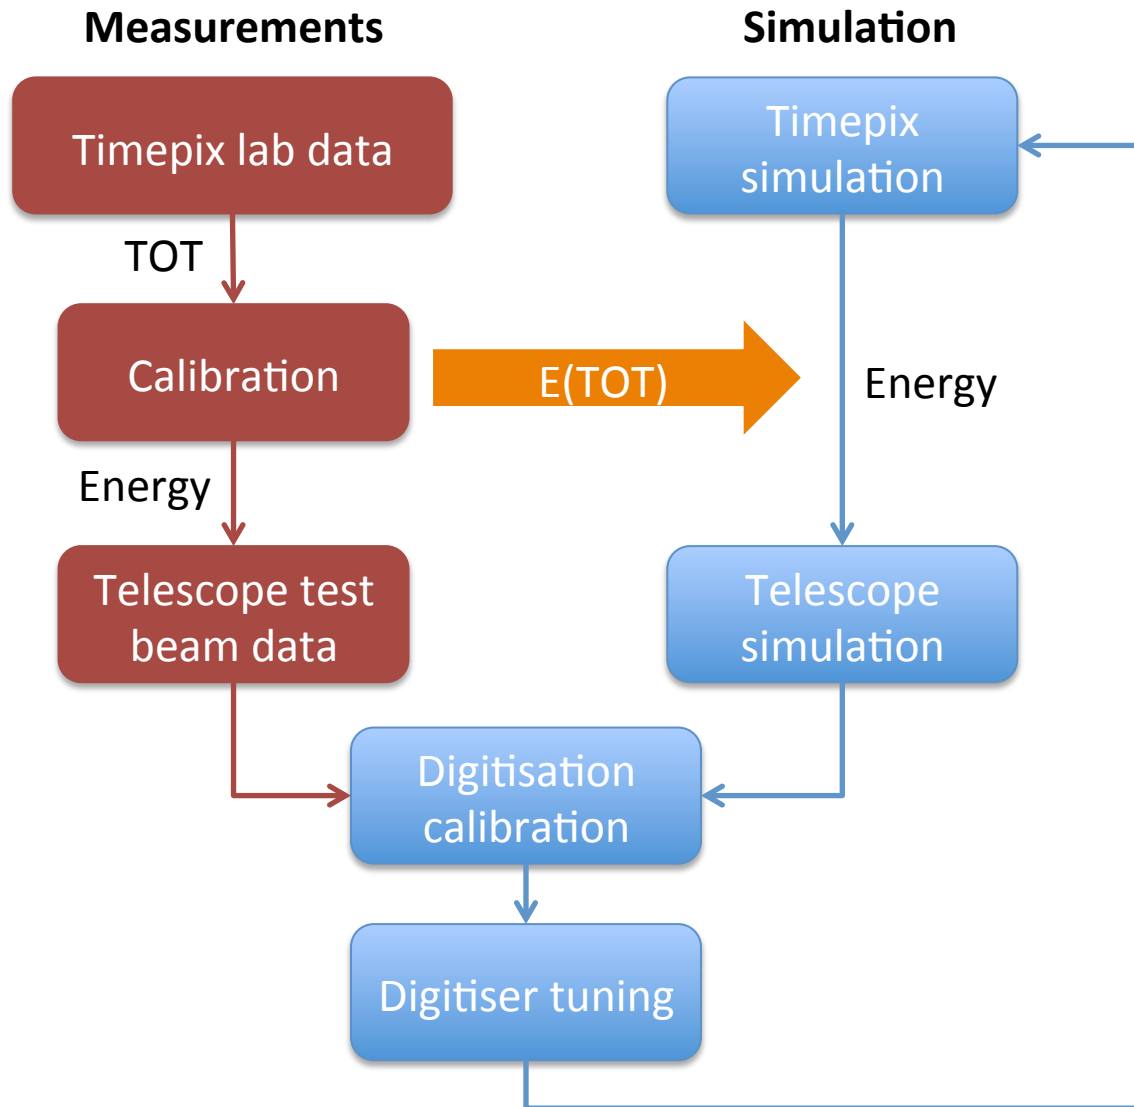 Measurements
Simulation
Timepix lab data
Timepix
simulation
TOT
Calibration
E(TOT)
Energy
Energy
Telescope test
beam data
Telescope
simulation
Digitisation
calibration
Digitiser tuning